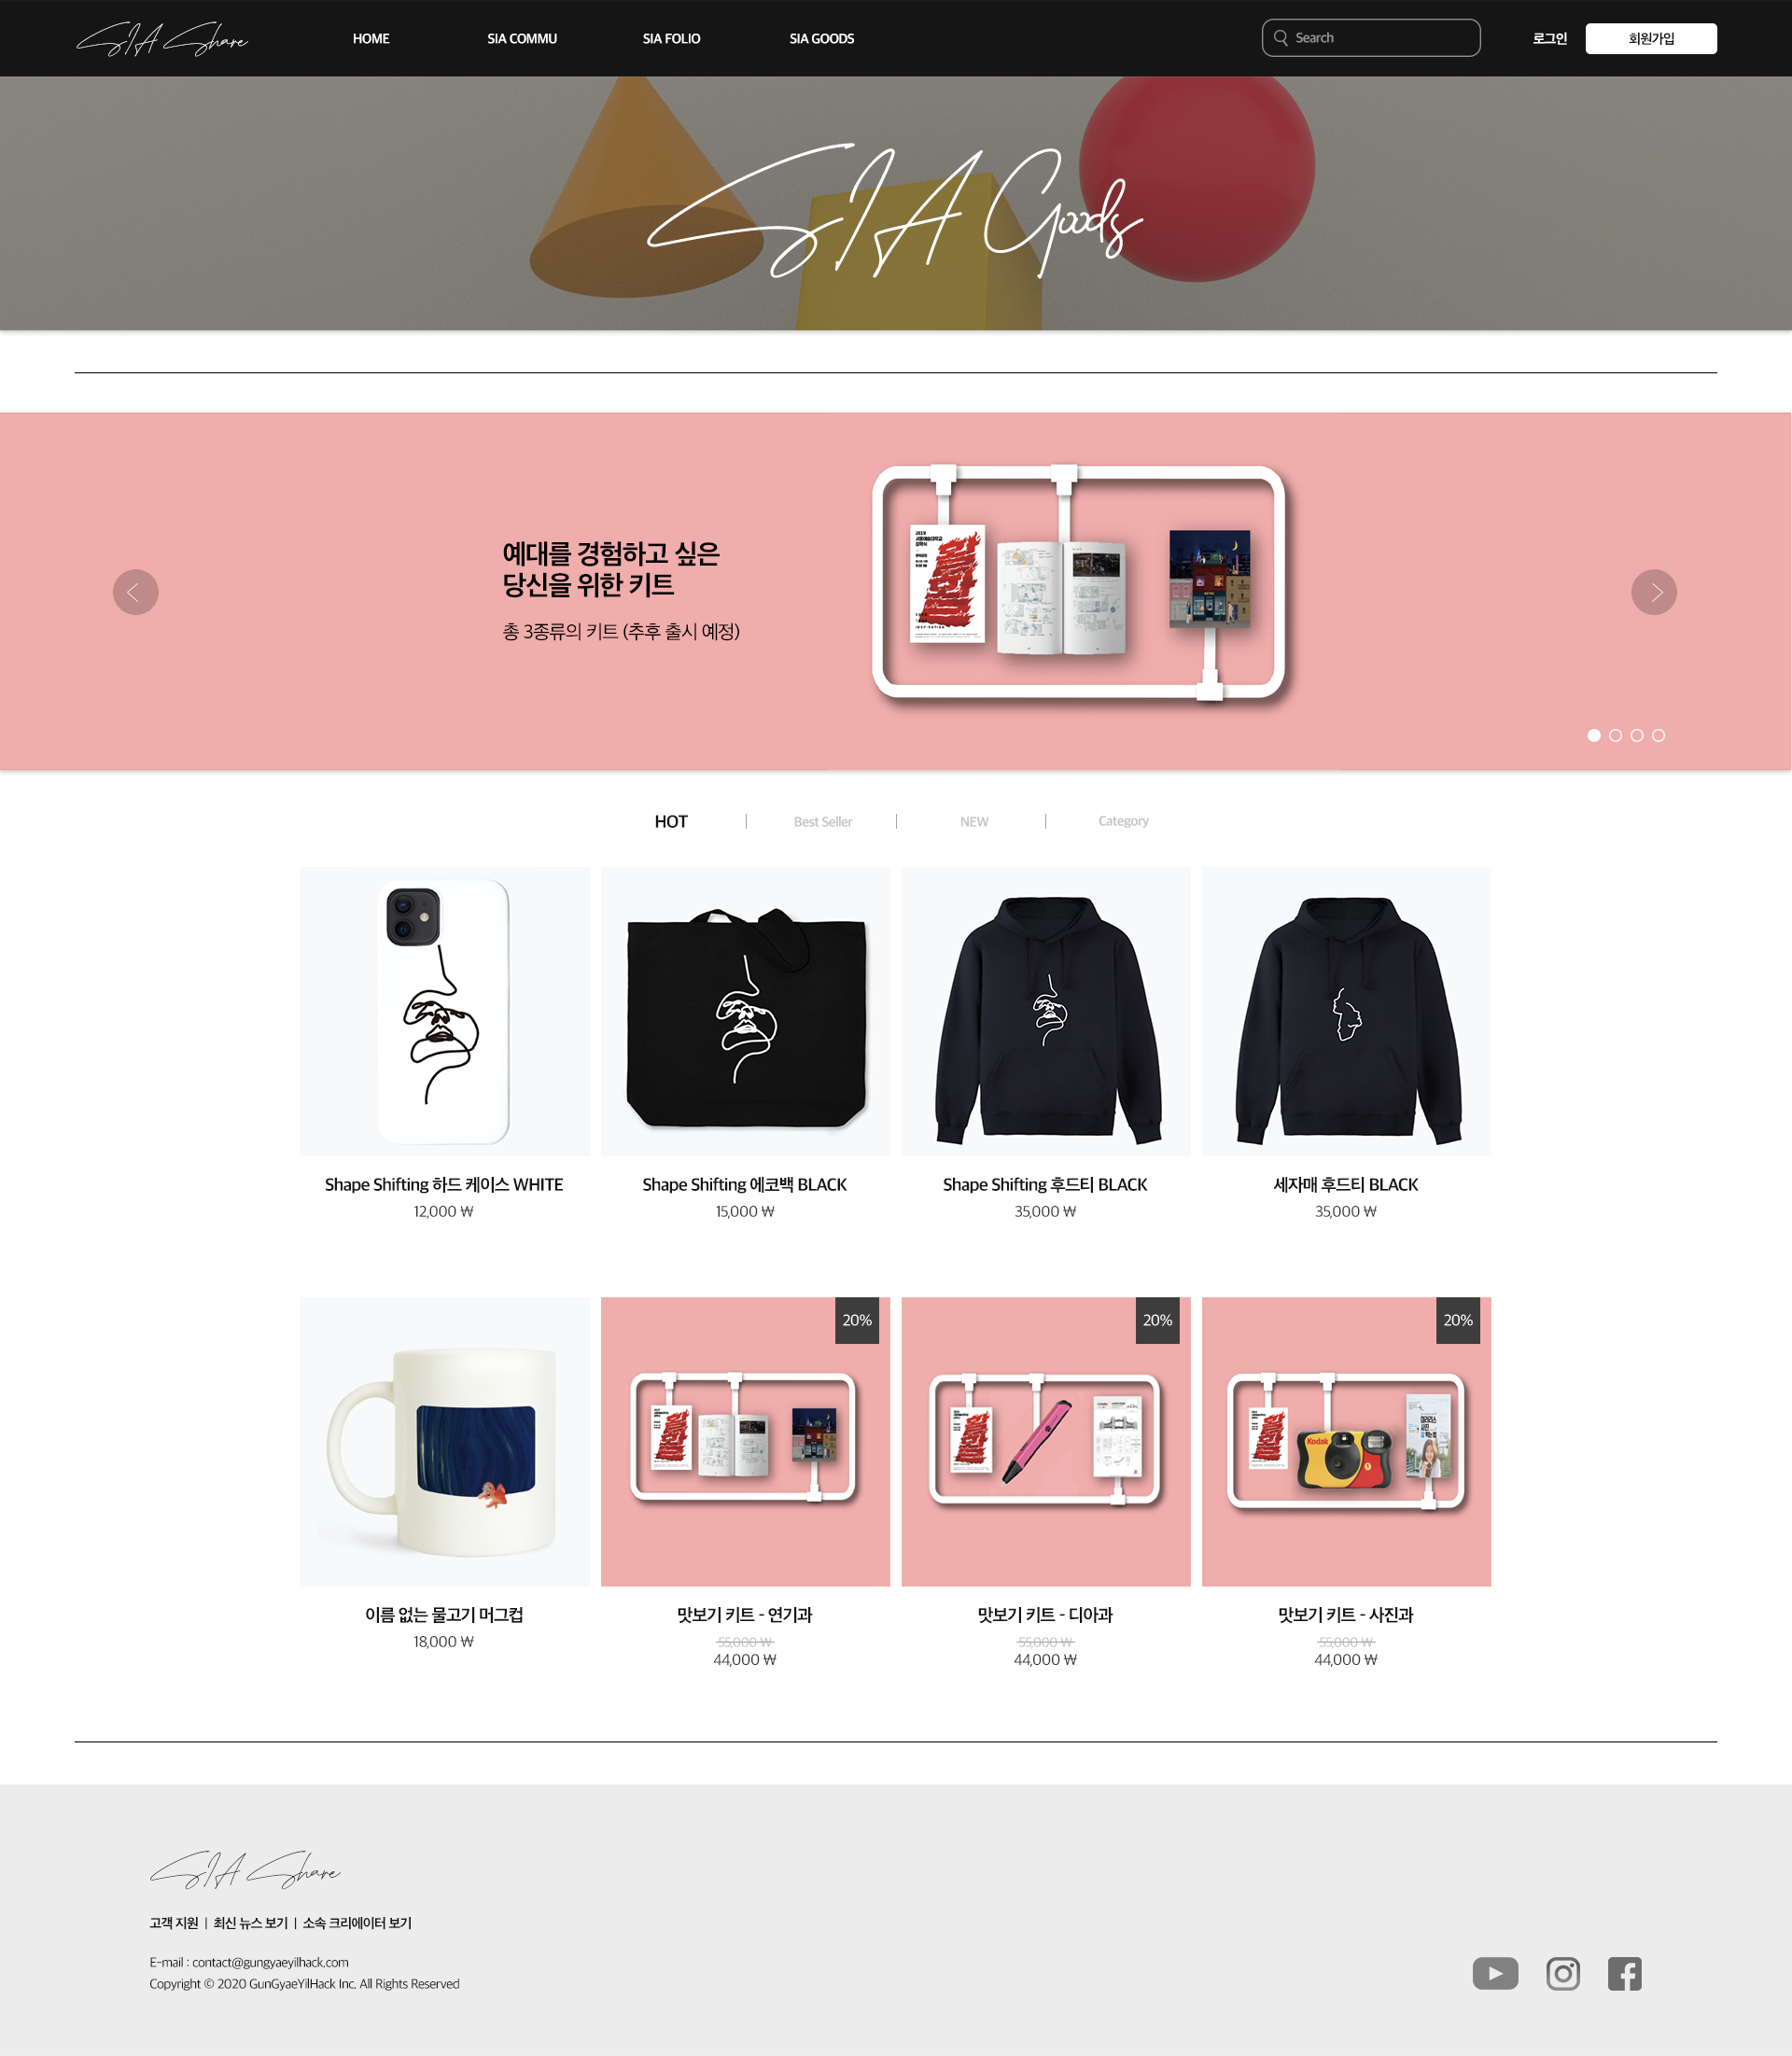 SIA Share
HOME
SIA COMMU
SIA FOLIO
SIA GOODS
Search
로그인
회원가입
SIA Goods
예대를 경험하고 싶은
당신을 위한 키트
총 3종류의 키트 (추후 출시 예정)
HOT
Best Seller
NEW
Category
Shape Shifting 하드 케이스 WHITE
12,000 ₩
Shape Shifting 에코백 BLACK
15,000 ₩
Shape Shifting 후드티 BLACK
35,000 ₩
세자매 후드티 BLACK
35,000 ₩
20%
20%
20%
Kodak
이름 없는 물고기 머그컵
18,000 ₩
맛보기 키트 - 연기과
55,000 ₩
44,000 ₩
맛보기 키트 - 디아과
55,000 ₩
44,000 ₩
맛보기 키트 - 사진과
55,000 ₩
44,000 ₩
SIA Share
고객 지원 | 최신 뉴스 보기 | 소속 크리에이터 보기
E-mail : contact@gungyaeyilhack.com
Copyright © 2020 GunGyaeYilHack Inc. All Rights Reserved